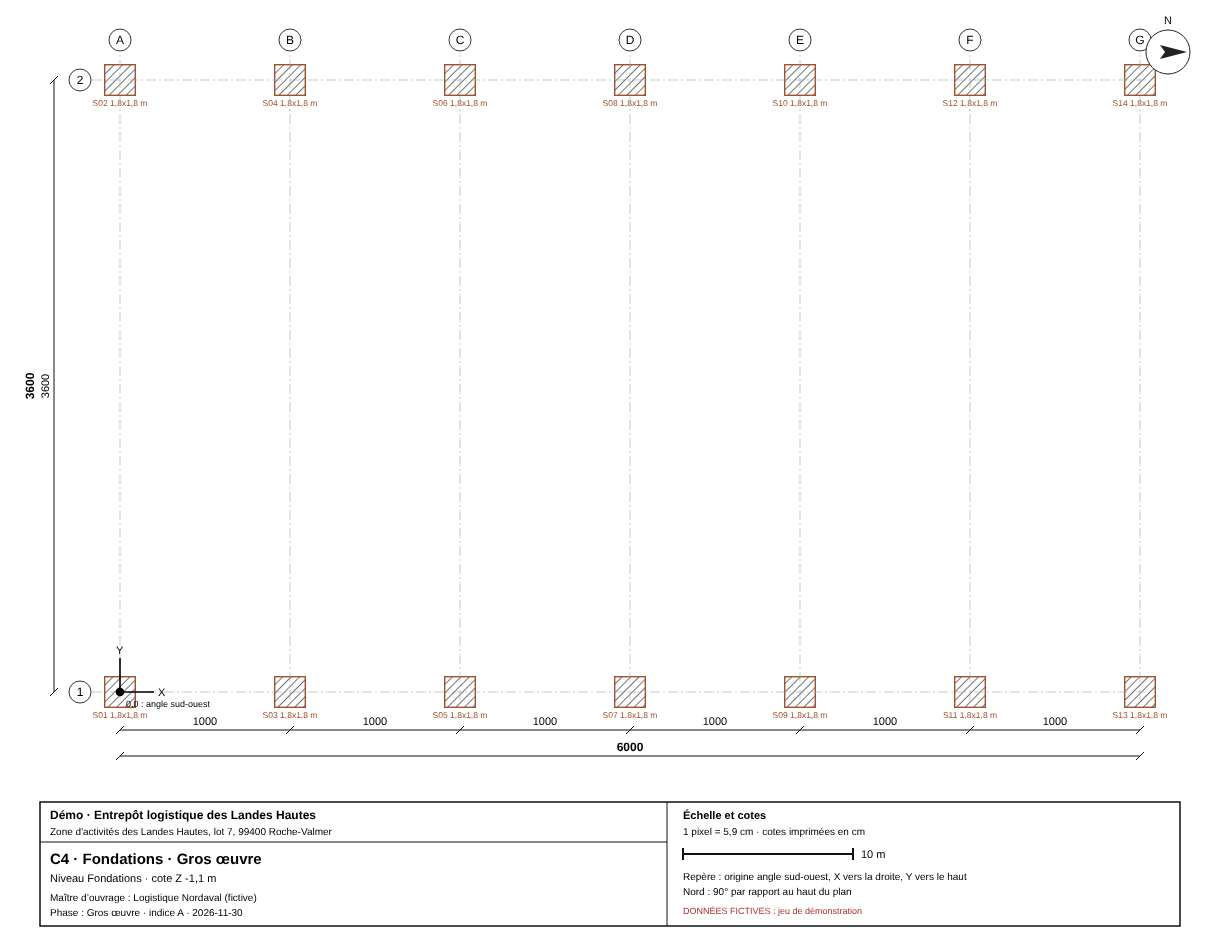 N
A B C D E F G
2
S02 1,8x1,8 m S04 1,8x1,8 m S06 1,8x1,8 m S08 1,8x1,8 m S10 1,8x1,8 m S12 1,8x1,8 m S14 1,8x1,8 m
3600
3600
Y
1
X
0,0 : angle sud-ouest
S01 1,8x1,8 m S03 1,8x1,8 m S05 1,8x1,8 m S07 1,8x1,8 m S09 1,8x1,8 m S11 1,8x1,8 m S13 1,8x1,8 m
1000 1000 1000 1000 1000 1000
6000
Démo · Entrepôt logistique des Landes Hautes
Zone d'activités des Landes Hautes, lot 7, 99400 Roche-Valmer
C4 · Fondations · Gros œuvre
Niveau Fondations · cote Z -1,1 m
Maître d'ouvrage : Logistique Nordaval (fictive)
Phase : Gros œuvre · indice A · 2026-11-30
Échelle et cotes
1 pixel = 5,9 cm · cotes imprimées en cm
10 m
Repère : origine angle sud-ouest, X vers la droite, Y vers le haut
Nord : 90° par rapport au haut du plan
DONNÉES FICTIVES : jeu de démonstration